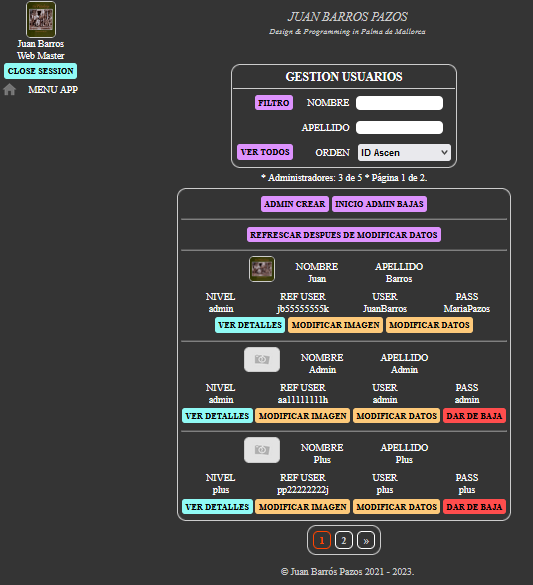 Juan Barros
Web Master
CLOSE SESSION
MENU APP
JUAN BARROS PAZOS
Design & Programming in Palma de Mallorca
GESTION USUARIOS
FILTRO NOMBRE
APELLIDO
VER TODOS ORDEN ID Ascen
* Administradores: 3 de 5 * Página 1 de 2.
ADMIN CREAR INICIO ADMIN BAJAS
REFRESCAR DESPUES DE MODIFICAR DATOS
NOMBRE APELLIDO
Juan Barros
NIVEL REF USER USER PASS
admin jb55555555k JuanBarros MariaPazos
VER DETALLES MODIFICAR IMAGEN MODIFICAR DATOS
NOMBRE APELLIDO
Admin Admin
NIVEL REF USER USER PASS
admin aa11111111h admin admin
VER DETALLES MODIFICAR IMAGEN MODIFICAR DATOS DAR DE BAJA
NOMBRE APELLIDO
Plus Plus
NIVEL REF USER USER PASS
plus pp22222222j plus plus
VER DETALLES MODIFICAR IMAGEN MODIFICAR DATOS DAR DE BAJA
1 2 »
© Juan Barrós Pazos 2021 - 2023.